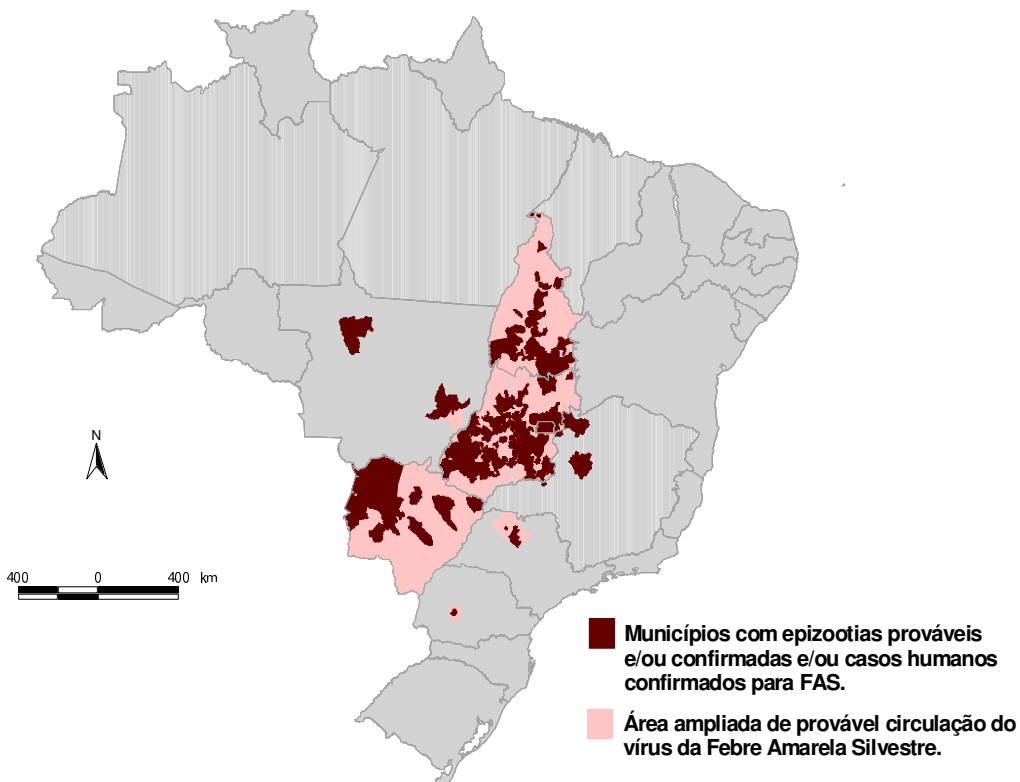 N
400 0 400 km
Municípios com epizootias prováveis
e/ou confirmadas e/ou casos humanos
confirmados para FAS.
Área ampliada de provável circulação do
vírus da Febre Amarela Silvestre.